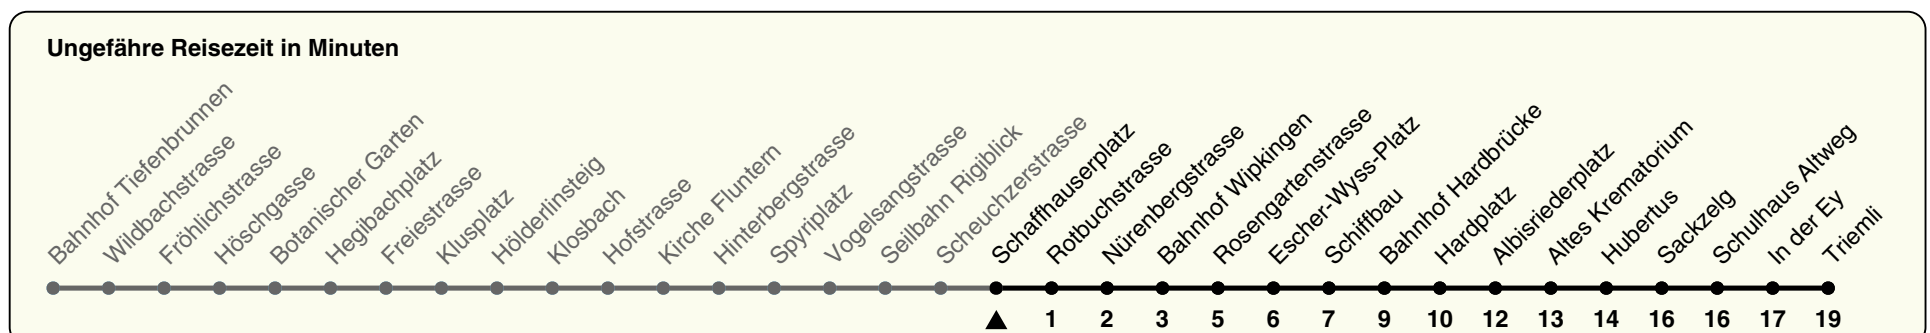 Ungefähre Reisezeit in Minuten
Bahnhof Tiefenbrunnen
Wildbachstrasse
Fröhlichstrasse
Höschgasse
Botanischer Garten
Hegibachplatz
Freiestrasse
Klusplatz
Hölderlinsteig
Klosbach
Hofstrasse
Kirche Fluntern
Hinterbergstrasse
Spyriplatz
Vogelsangstrasse
Seilbahn Rigiblick
Scheuchzerstrasse
Schaffhauserplatz
Rotbuchstrasse
Nürenbergstrasse
Bahnhof Wipkingen
Rosengartenstrasse
Escher-Wyss-Platz
Schiffbau
Bahnhof Hardbrücke
Hardplatz
Albisriederplatz
Altes Krematorium
Hubertus
Sackzelg
Schulhaus Altweg
In der Ey
Triemli
1 2 3 5 6 7 9 10 12 13 14 16 16 17 19